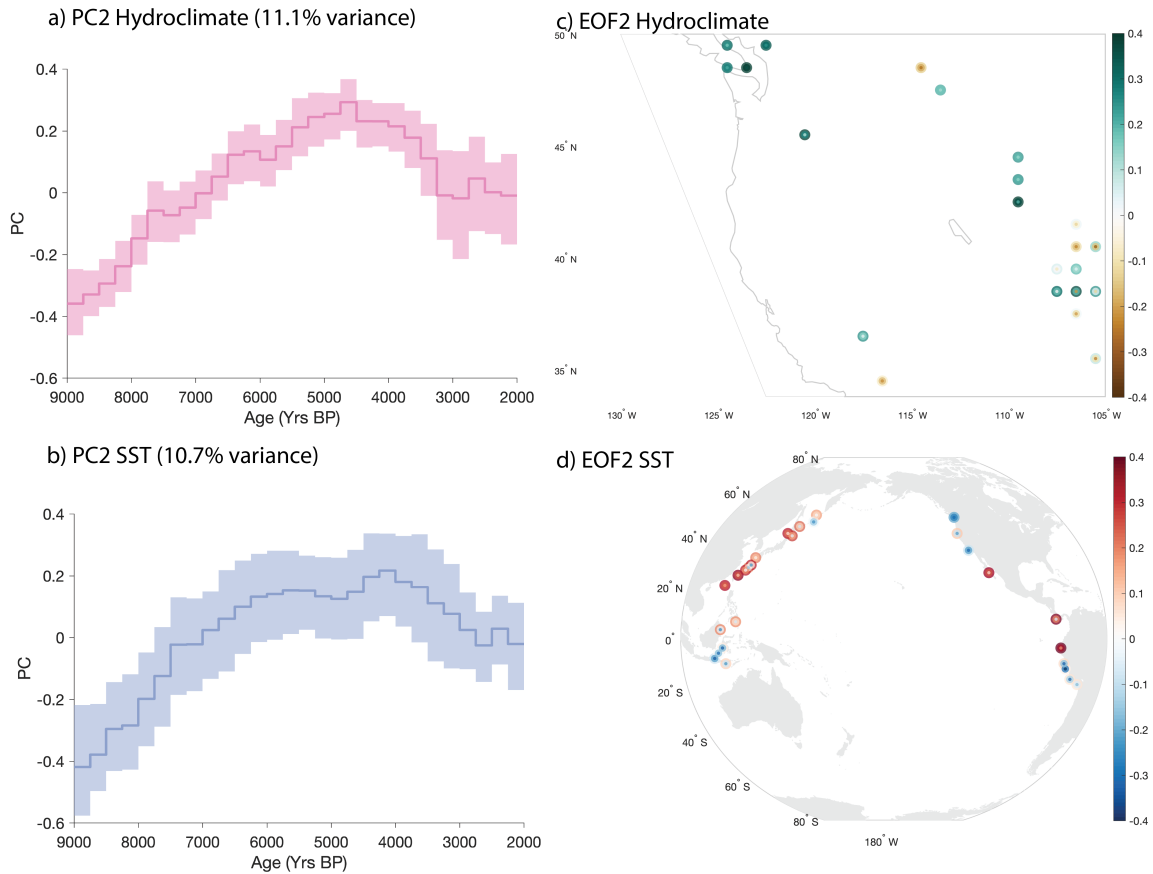 a) PC2 Hydroclimate (11.1% variance)
0.4
0.2
0
-0.2
-0.4
-0.6
PC
9000 8000 7000 6000 5000 4000 3000 2000
Age (Yrs BP)
c) EOF2 Hydroclimate
50° N
45° N
40° N
35° N
130° W 125° W 120° W 115° W 110° W 105° W
0.4
0.3
0.2
0.1
0
-0.1
-0.2
-0.3
-0.4
b) PC2 SST (10.7% variance)
0.4
0.2
0
-0.2
-0.4
-0.6
PC
9000 8000 7000 6000 5000 4000 3000 2000
Age (Yrs BP)
d) EOF2 SST
80° N
60° N
40° N
20° N
0°
20° S
40° S
60° S
80° S
180° W
0.4
0.3
0.2
0.1
0
-0.1
-0.2
-0.3
-0.4